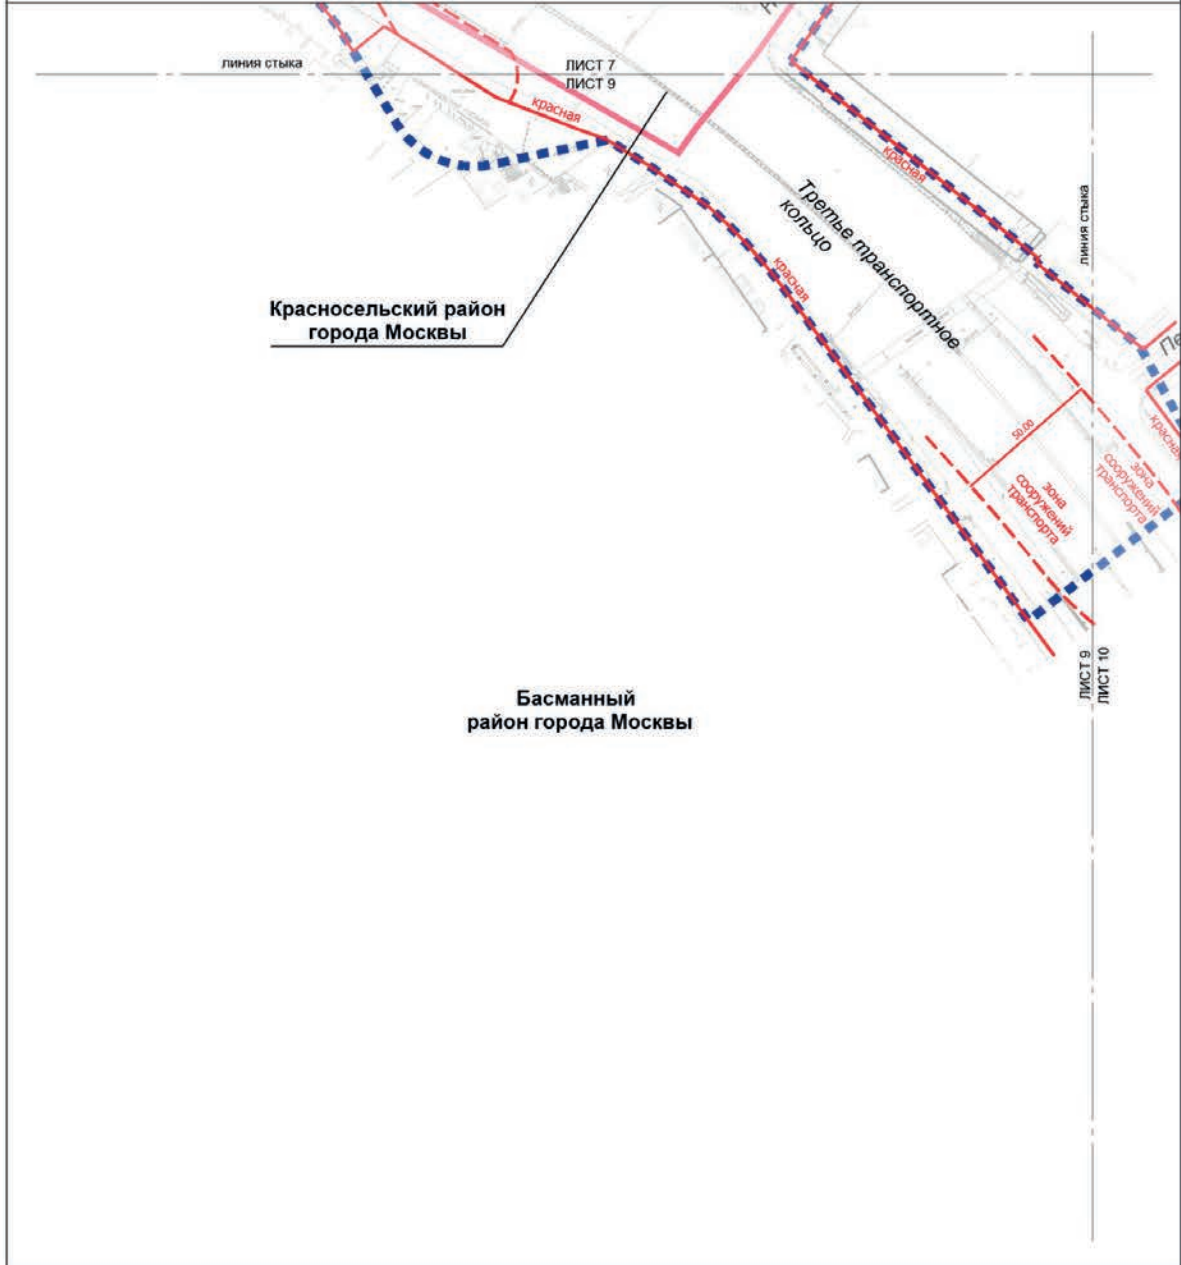 линия стыка
ЛИСТ 7
ЛИСТ 9
красная
красная
линия стыка
Третье транспортное
кольцо
красная
Красносельский район
города Москвы
50.00
красная
зона
сооружений
транспорта
зона
сооружений
транспорта
ЛИСТ 9
ЛИСТ 10
Басманный
район города Москвы